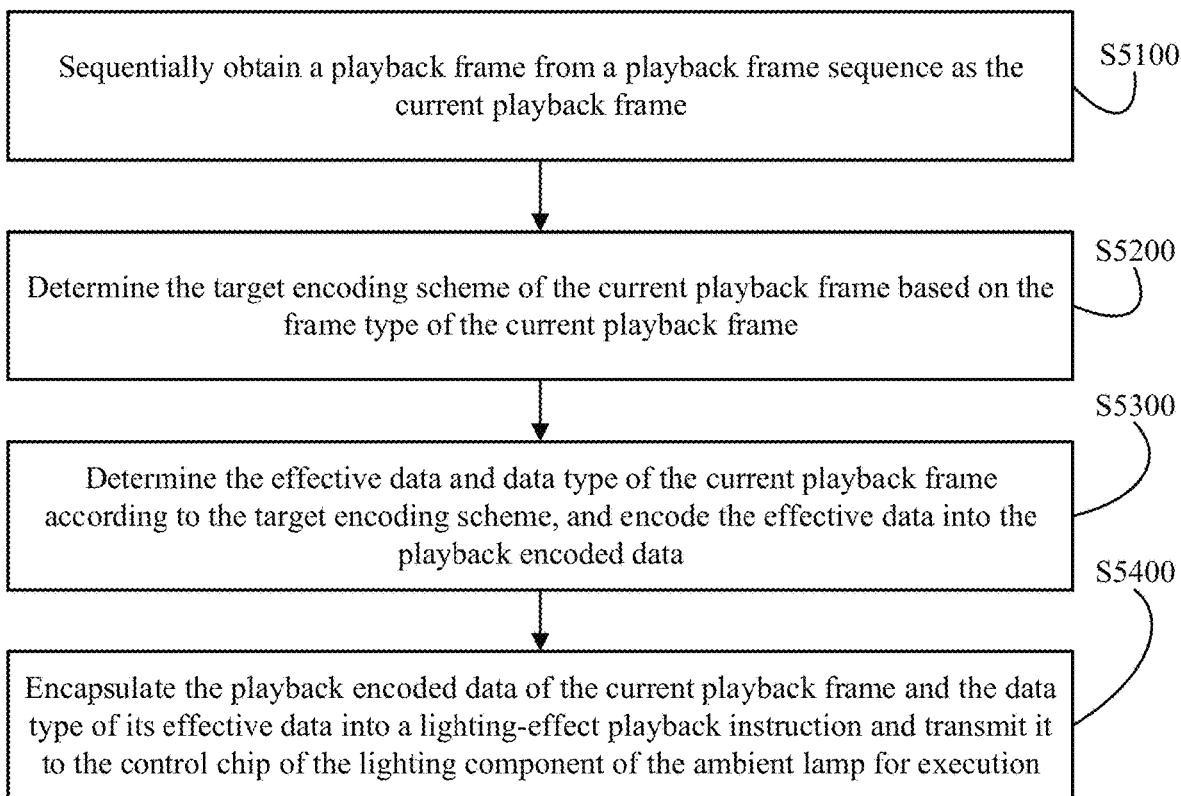 Sequentially obtain a playback frame from a playback frame sequence as the
current playback frame
S5100
Determine the target encoding scheme of the current playback frame based on the
frame type of the current playback frame
S5200
Determine the effective data and data type of the current playback frame
according to the target encoding scheme, and encode the effective data into the
playback encoded data
S5300
Encapsulate the playback encoded data of the current playback frame and the data
type of its effective data into a lighting-effect playback instruction and transmit it
to the control chip of the lighting component of the ambient lamp for execution
S5400